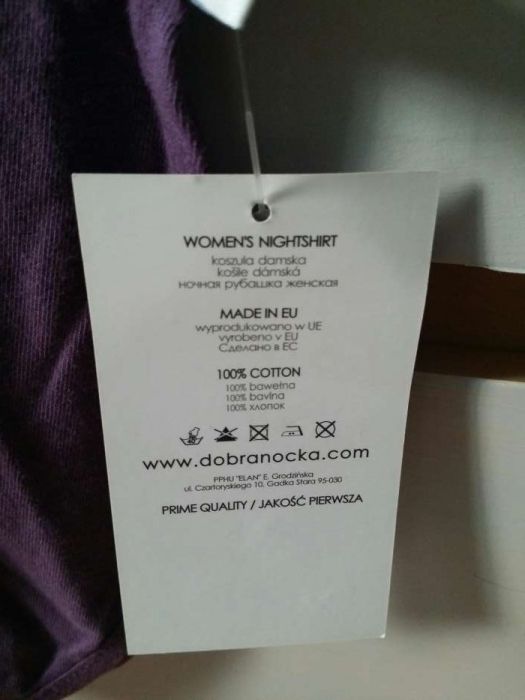 WOMEN'S NIGHTSHIRT
koszula damska
košile dámská
ночная рубашка женская
MADE IN EU
wyprodukowano w UE
vyrobeno v EU
Сделано в ЕС
100% COTTON
100% bawełna
100% bavlna
100% хлопок
www.dobranocka.com
PPHU "ELAN" E. Grodzińska
ul. Czartoryskiego 10, Gadka Stara 95-030
PRIME QUALITY / JAKOŚĆ PIERWSZA